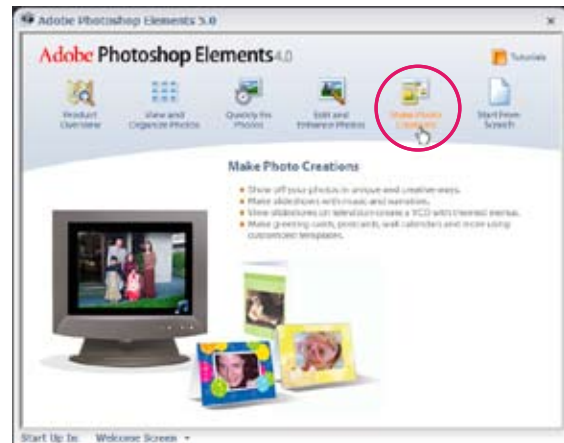 Adobe Photoshop Elements 5.0
Adobe Photoshop Elements 4.0
Tutorials
Product
Overview
View and
Organize Photos
Quickly Fix
Photos
Edit and
Enhance Photos
Make Photo
Creations
Start From
Scratch
Make Photo Creations
Show off your photos in unique and creative ways.
Make slideshows with music and narration.
View slideshows on television-create a VCD with themed menus.
Make greeting cards, postcards, wall calendars and more using
customized templates.
Start Up In: Welcome Screen